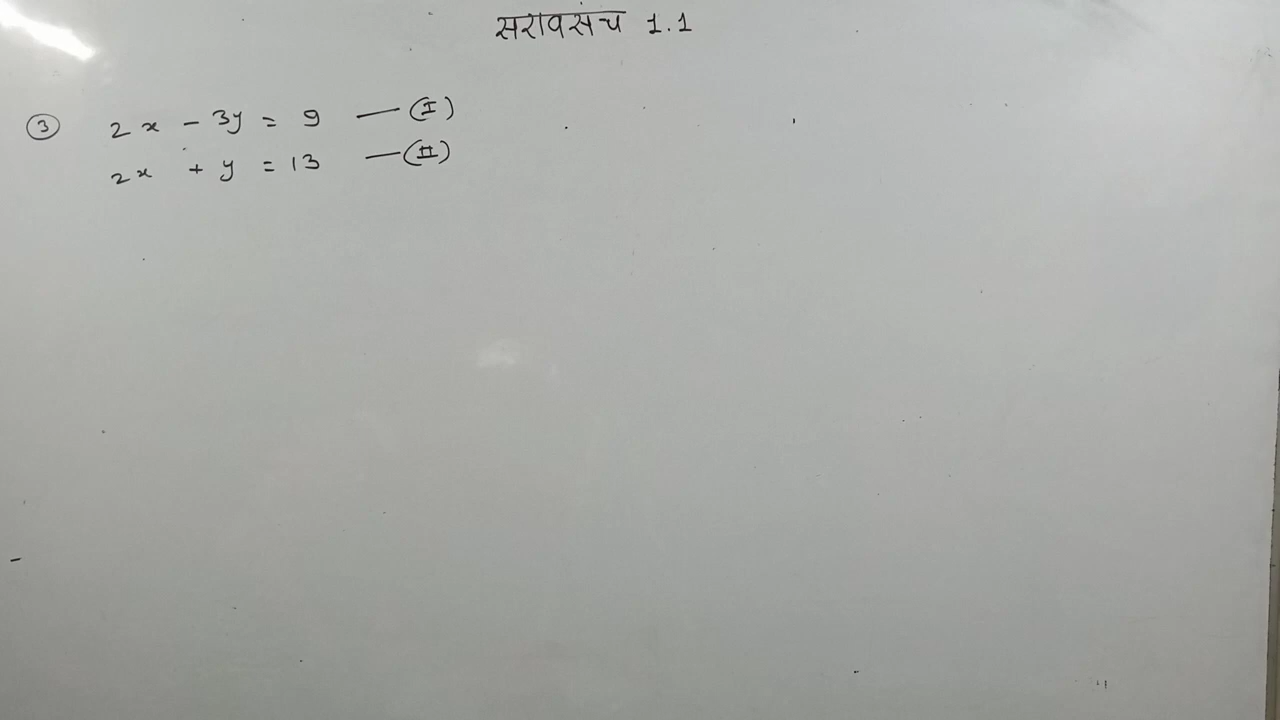 सरावसंच 1.1
③ 2x - 3y = 9 — (I)
2x + y = 13 — (II)